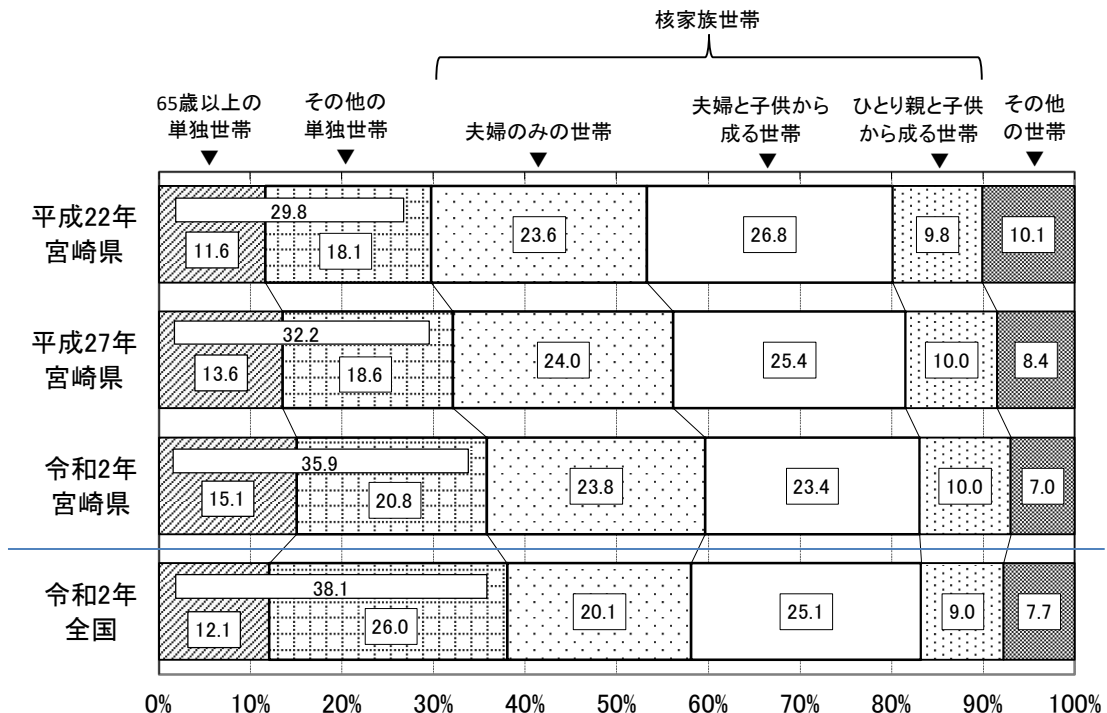 核家族世帯
65歳以上の
単独世帯
その他の
単独世帯
夫婦のみの世帯
夫婦と子供から
成る世帯
ひとり親と子供
から成る世帯
その他
の世帯
平成22年
宮崎県
29.8
11.6
18.1
23.6
26.8
9.8
10.1
平成27年
宮崎県
32.2
13.6
18.6
24.0
25.4
10.0
8.4
令和2年
宮崎県
35.9
15.1
20.8
23.8
23.4
10.0
7.0
令和2年
全国
38.1
12.1
26.0
20.1
25.1
9.0
7.7
0% 10% 20% 30% 40% 50% 60% 70% 80% 90% 100%